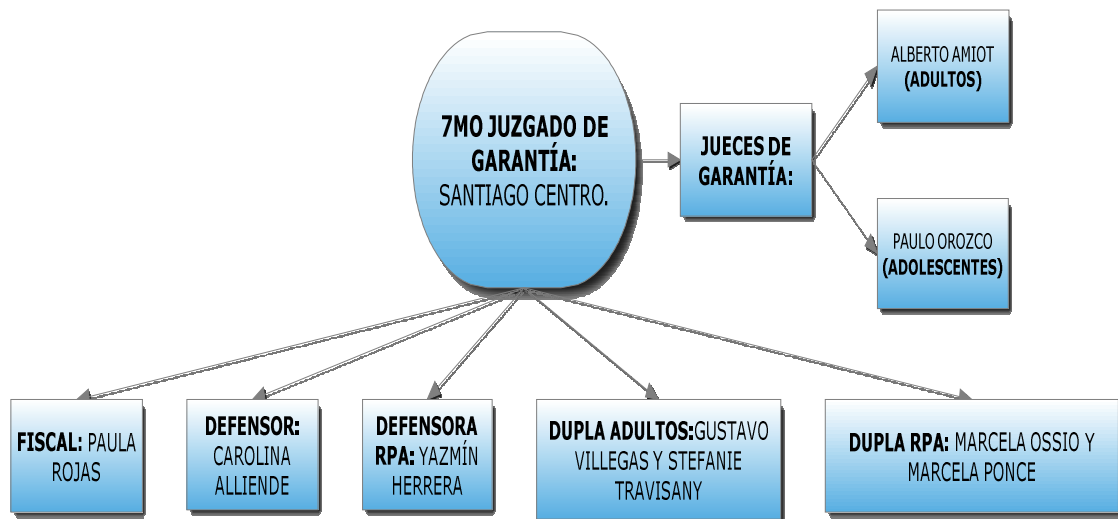 7MO JUZGADO DE
GARANTÍA:
SANTIAGO CENTRO.
JUECES DE
GARANTÍA:
ALBERTO AMIOT
(ADULTOS)
PAULO OROZCO
(ADOLESCENTES)
FISCAL: PAULA
ROJAS
DEFENSOR:
CAROLINA
ALLIENDE
DEFENSORA
RPA: YAZMÍN
HERRERA
DUPLA ADULTOS:GUSTAVO
VILLEGAS Y STEFANIE
TRAVISANY
DUPLA RPA: MARCELA OSSIO Y
MARCELA PONCE